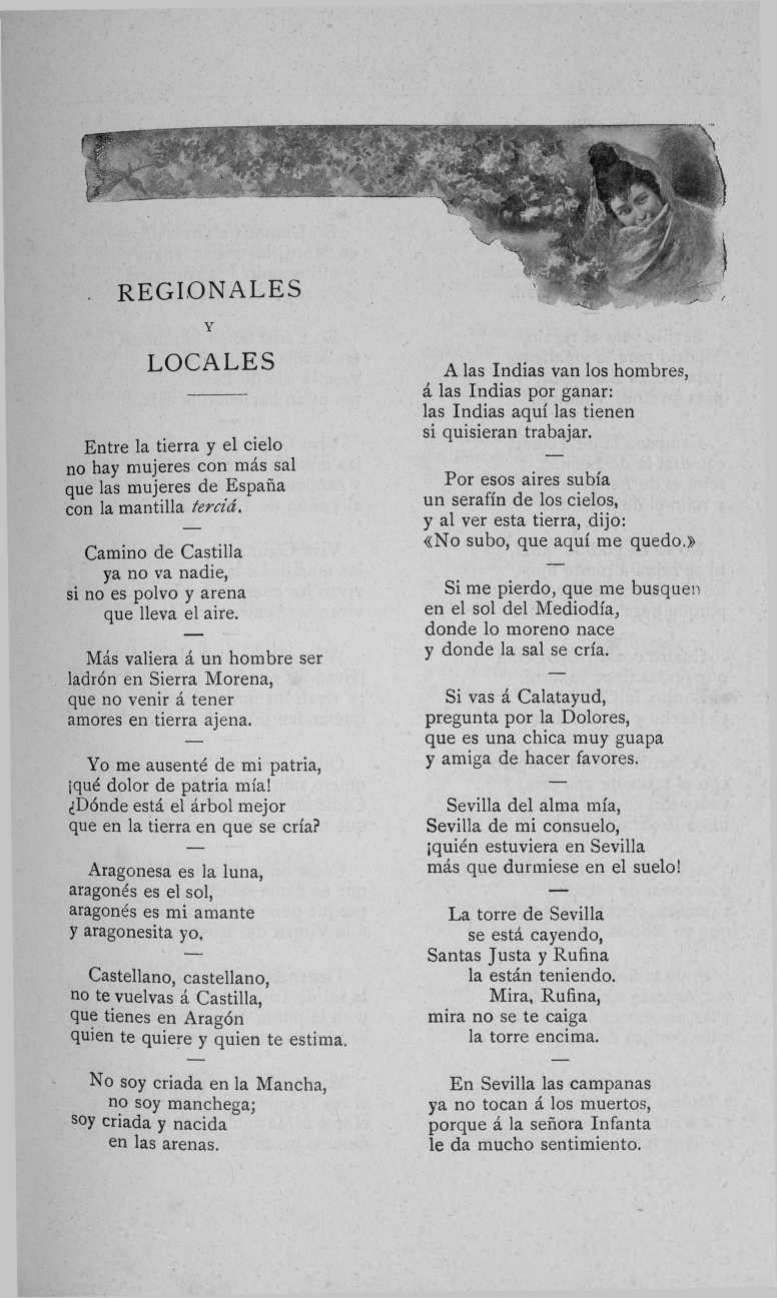 REGIONALES
Y
LOCALES
Entre la tierra y el cielo
no hay mujeres con más sal
que las mujeres de España
con la mantilla terciá.
Camino de Castilla
ya no va nadie,
si no es polvo y arena
que lleva el aire.
Más valiera á un hombre ser
ladrón en Sierra Morena,
que no venir á tener
amores en tierra ajena.
Yo me ausenté de mi patria,
¡qué dolor de patria mía!
¿Dónde está el árbol mejor
que en la tierra en que se cría?
Aragonesa es la luna,
aragonés es el sol,
aragonés es mi amante
y aragonesita yo.
Castellano, castellano,
no te vuelvas á Castilla,
que tienes en Aragón
quien te quiere y quien te estima.
No soy criada en la Mancha,
no soy manchega;
soy criada y nacida
en las arenas.
A las Indias van los hombres,
á las Indias por ganar:
las Indias aquí las tienen
si quisieran trabajar.
Por esos aires subía
un serafín de los cielos,
y al ver esta tierra, dijo:
«No subo, que aquí me quedo.»
Si me pierdo, que me busquen
en el sol del Mediodía,
donde lo moreno nace
y donde la sal se cría.
Si vas á Calatayud,
pregunta por la Dolores,
que es una chica muy guapa
y amiga de hacer favores.
Sevilla del alma mía,
Sevilla de mi consuelo,
¡quién estuviera en Sevilla
más que durmiese en el suelo!
La torre de Sevilla
se está cayendo,
Santas Justa y Rufina
la están teniendo.
Mira, Rufina,
mira no se te caiga
la torre encima.
En Sevilla las campanas
ya no tocan á los muertos,
porque á la señora Infanta
le da mucho sentimiento.